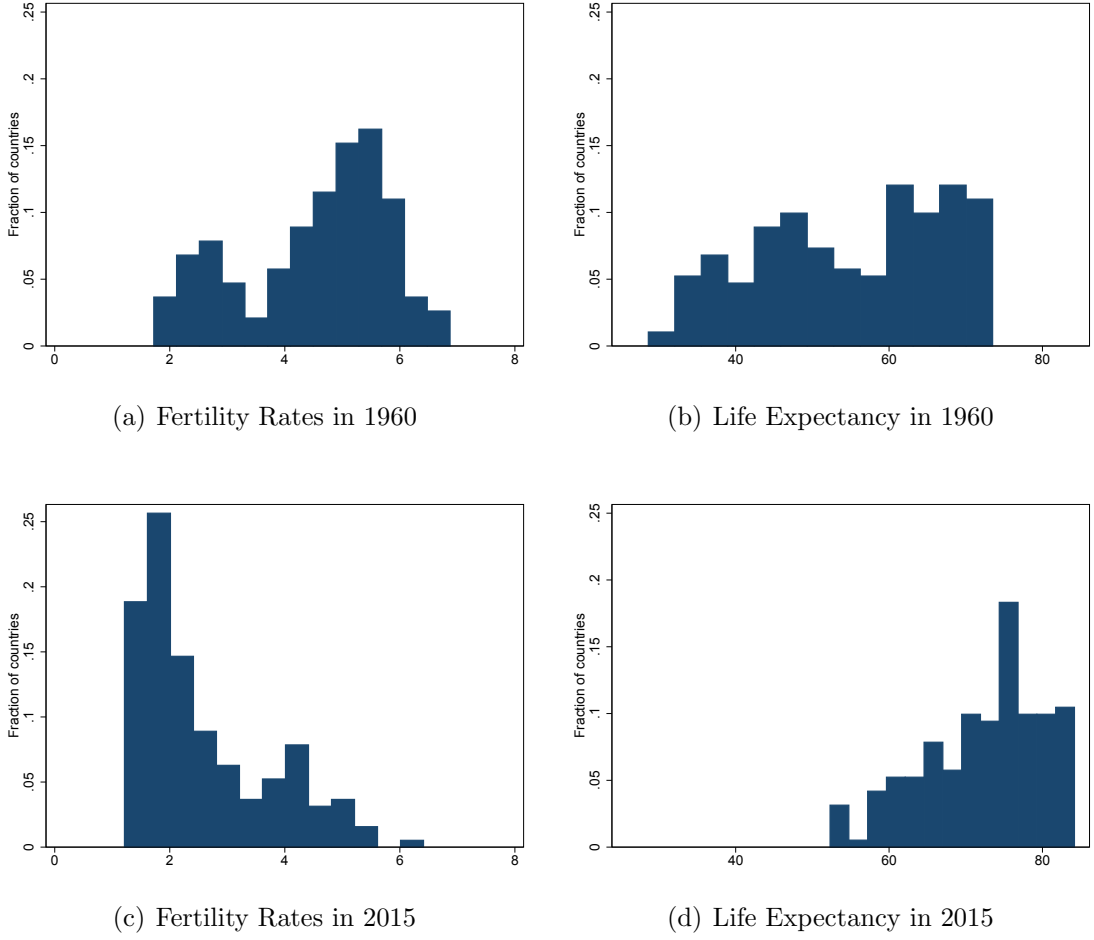 Fraction of countries
0 .05 .1 .15 .2 .25
0 2 4 6 8
(a) Fertility Rates in 1960
Fraction of countries
0 .05 .1 .15 .2 .25
40 60 80
(b) Life Expectancy in 1960
Fraction of countries
0 .05 .1 .15 .2 .25
0 2 4 6 8
(c) Fertility Rates in 2015
Fraction of countries
0 .05 .1 .15 .2 .25
40 60 80
(d) Life Expectancy in 2015